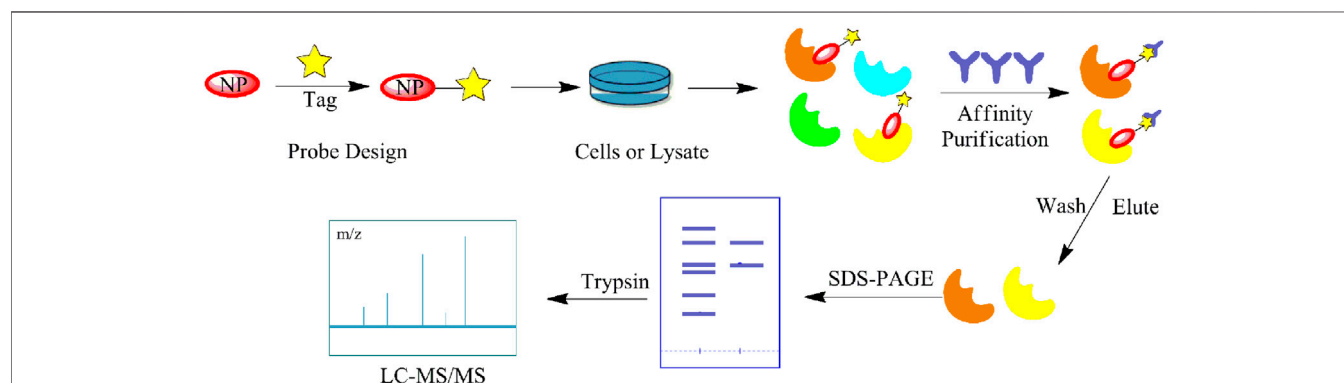 NP
Tag
NP
Probe Design
Cells or Lysate
Affinity
Purification
Wash
Elute
SDS-PAGE
Trypsin
m/z
LC-MS/MS